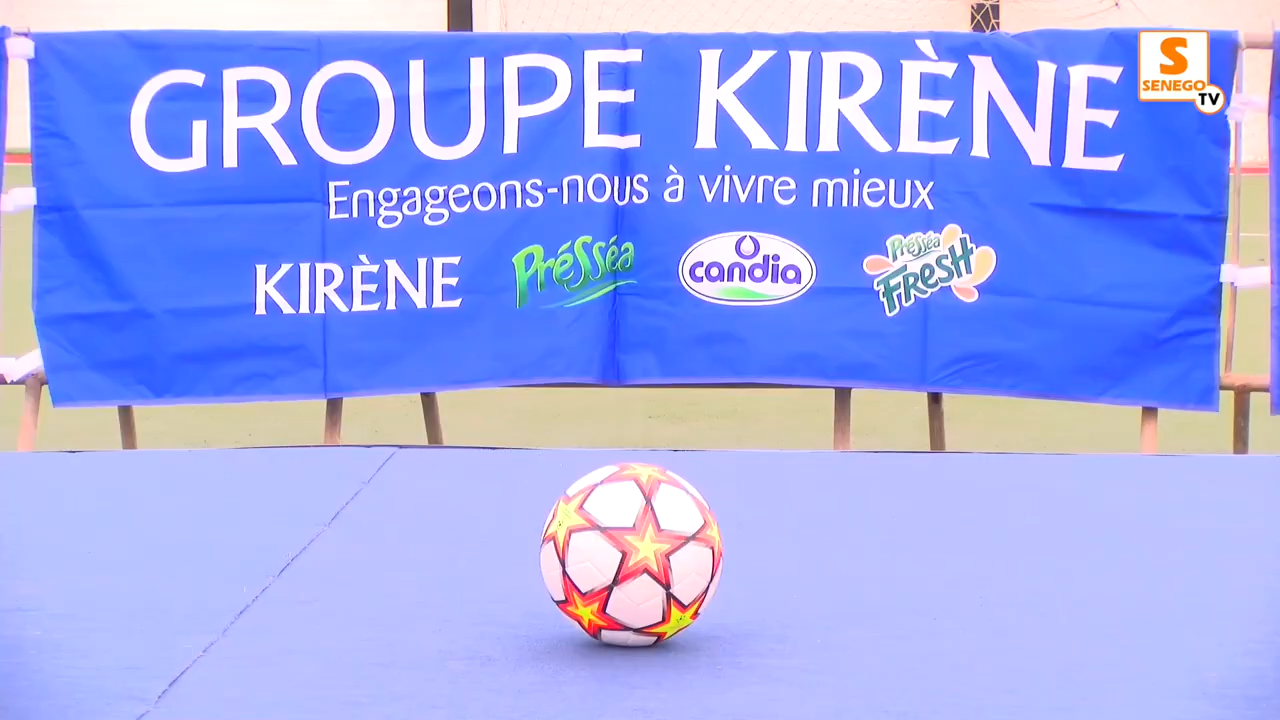 S
SENEGO
TV
GROUPE KIRÈNE
Engageons-nous à vivre mieux
KIRÈNE
Présséa
candia
Présséa
FRESH